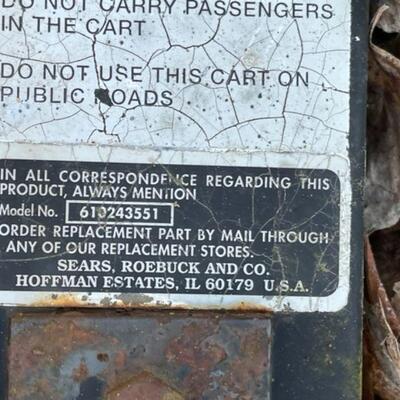 DO NOT CARRY PASSENGERS
IN THE CART
DO NOT USE THIS CART ON
PUBLIC ROADS
IN ALL CORRESPONDENCE REGARDING THIS
PRODUCT, ALWAYS MENTION
Model No. 610243551
ORDER REPLACEMENT PART BY MAIL THROUGH
ANY OF OUR REPLACEMENT STORES.
SEARS, ROEBUCK AND CO.
HOFFMAN ESTATES, IL 60179 U.S.A.